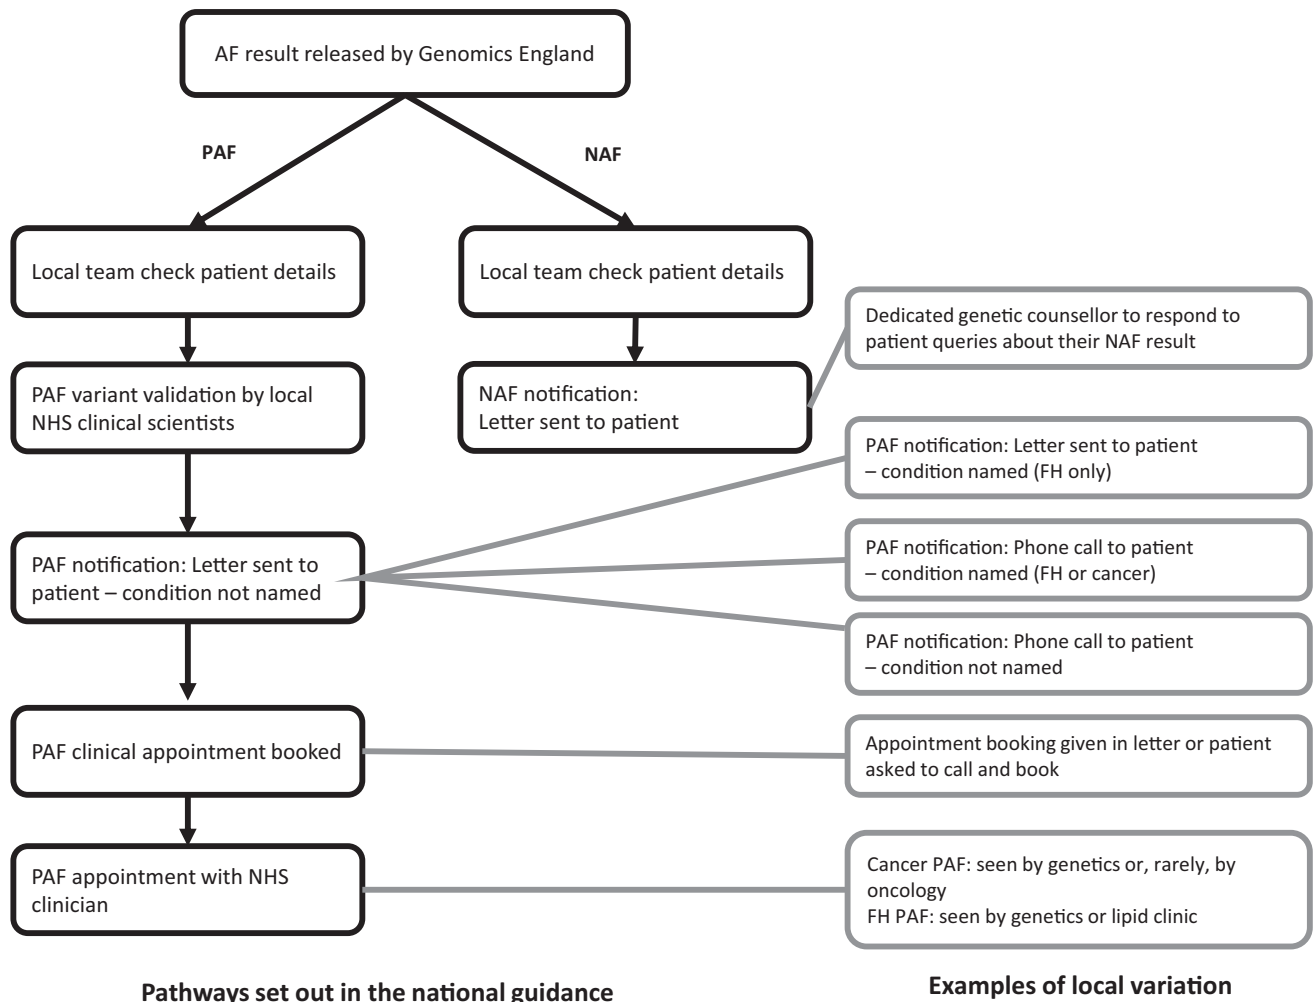 AF result released by Genomics England
PAF
NAF
Local team check patient details
Local team check patient details
PAF variant validation by local
NHS clinical scientists
NAF notification:
Letter sent to patient
Dedicated genetic counsellor to respond to
patient queries about their NAF result
PAF notification: Letter sent to patient
– condition named (FH only)
PAF notification: Letter sent to
patient – condition not named
PAF notification: Phone call to patient
– condition named (FH or cancer)
PAF notification: Phone call to patient
– condition not named
PAF clinical appointment booked
Appointment booking given in letter or patient
asked to call and book
PAF appointment with NHS
clinician
Cancer PAF: seen by genetics or, rarely, by
oncology
FH PAF: seen by genetics or lipid clinic
Pathways set out in the national guidance
Examples of local variation